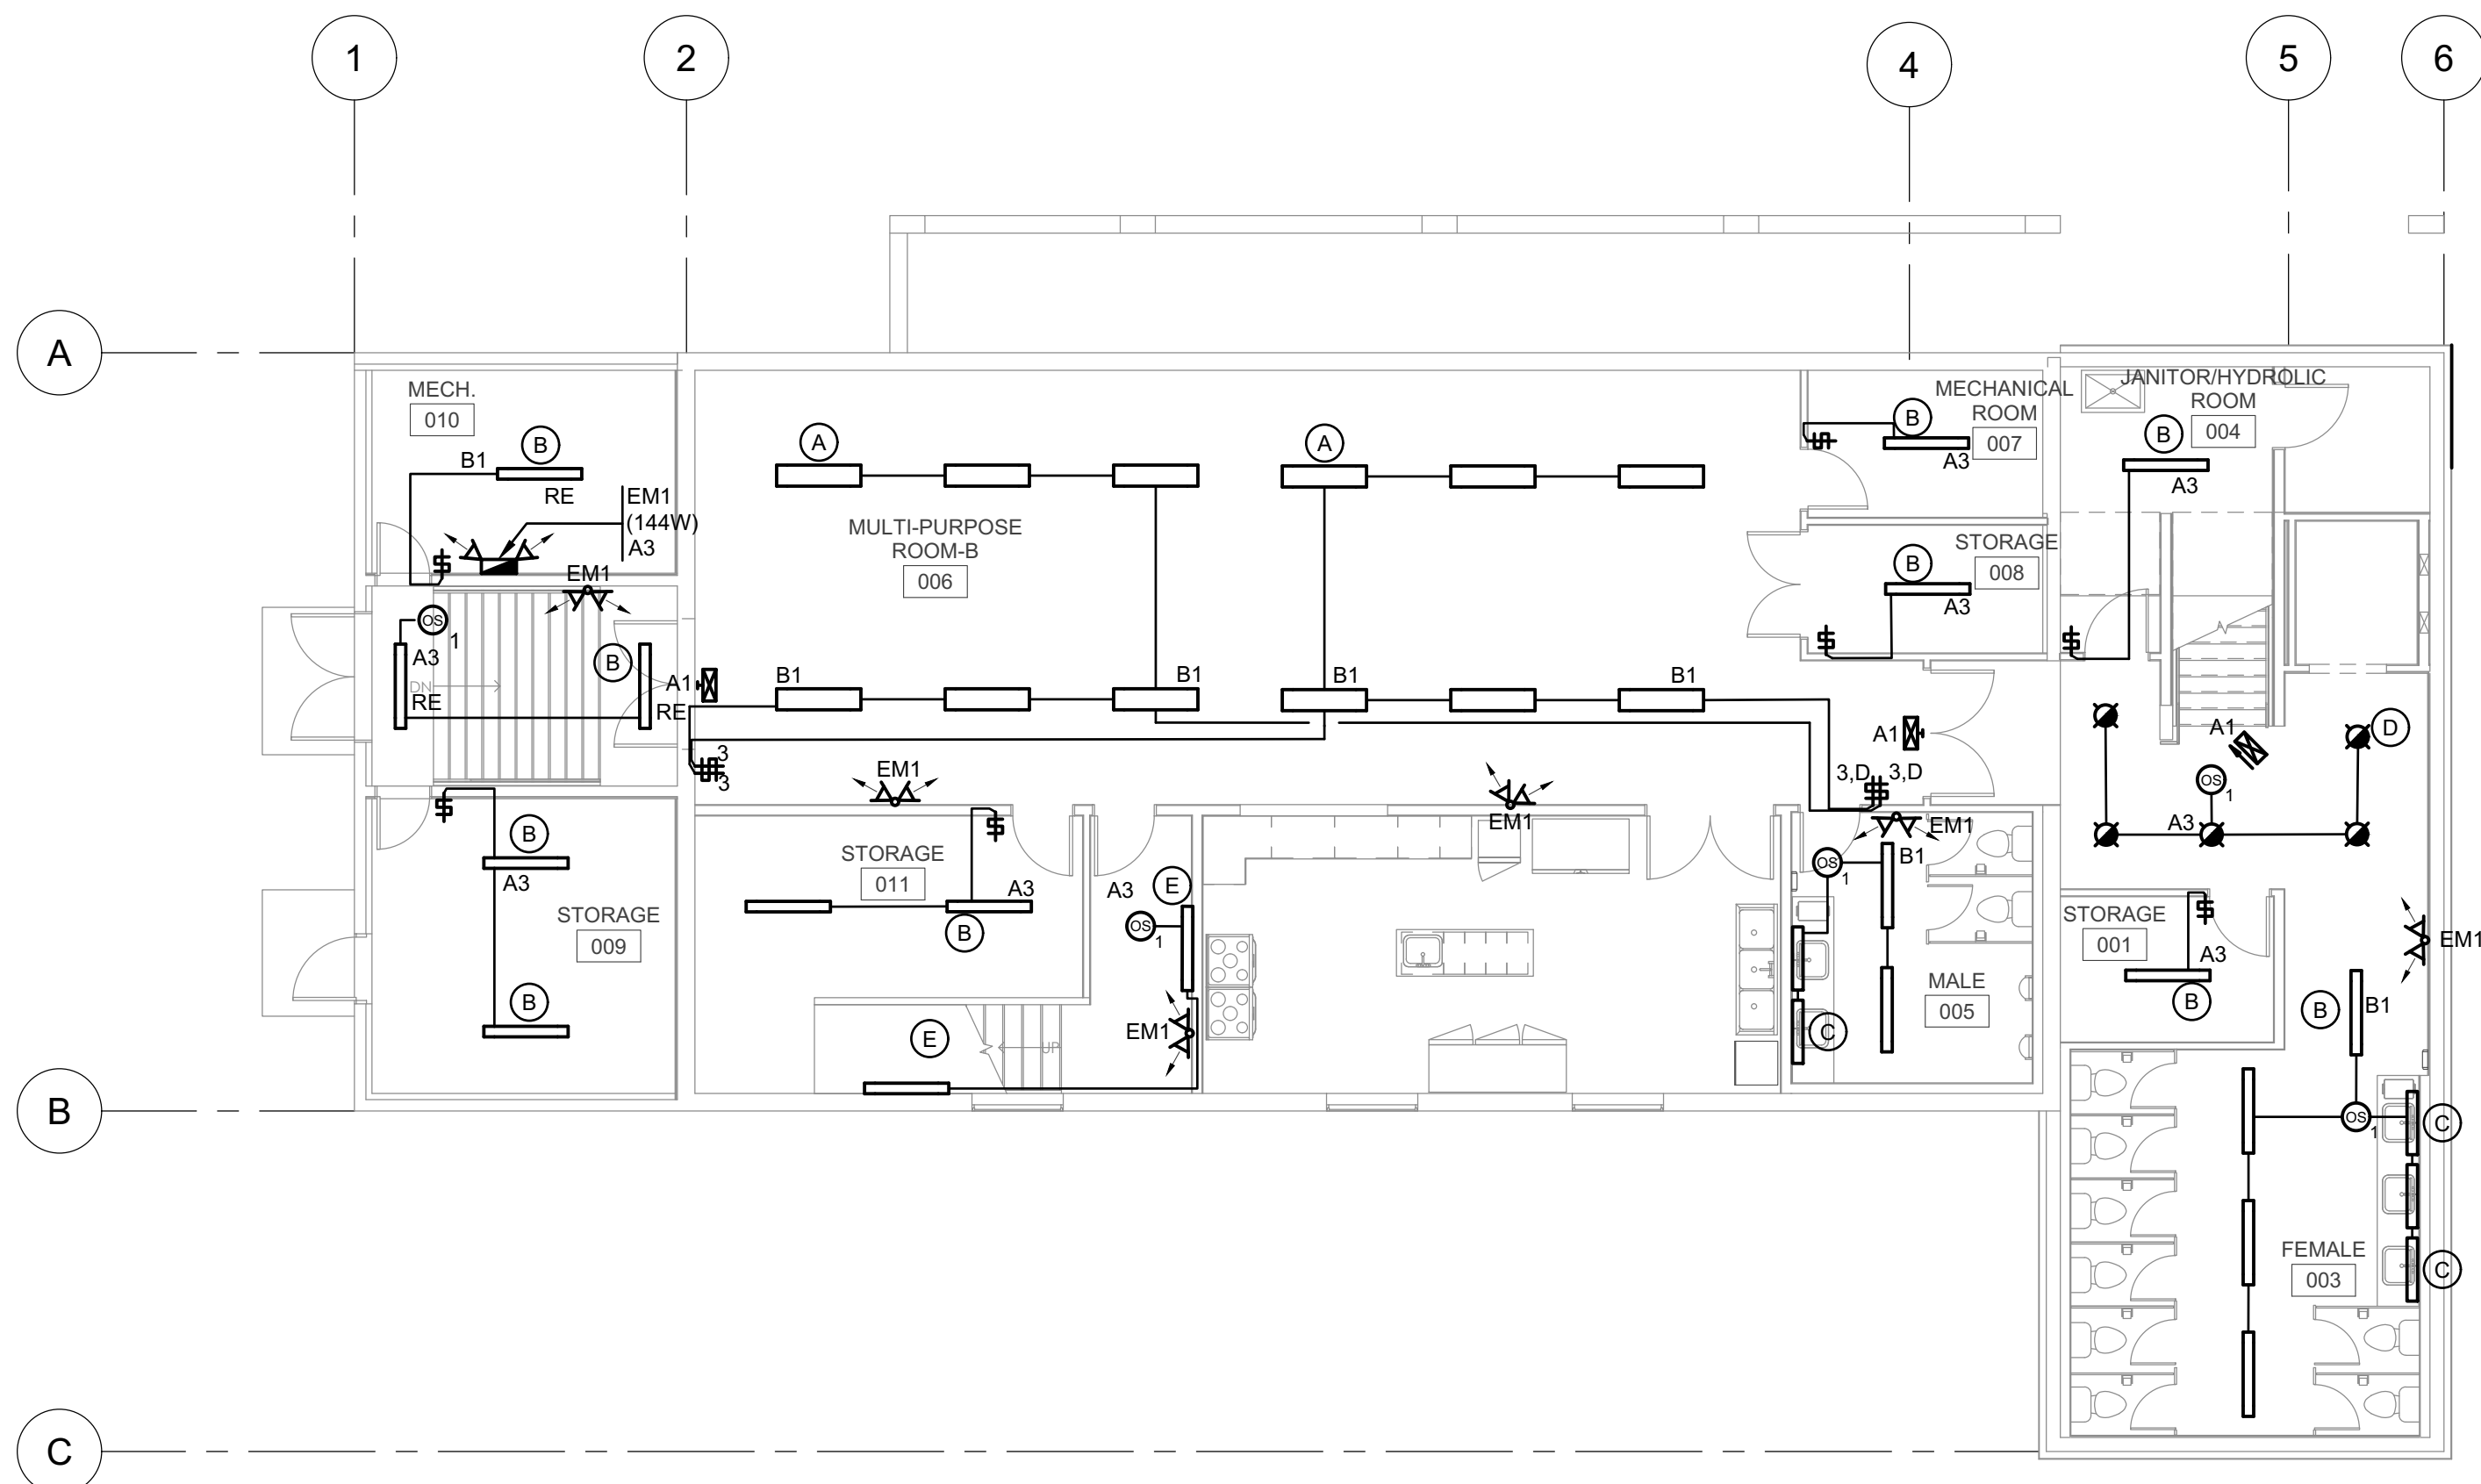 1
2
4
5
6
A
MECH.
010
B
B1
RE
EM1
(144W)
A3
EM1
OS
1
A3
RE
DN
B
RE
A1
A
A
MULTI-PURPOSE
ROOM-B
006
B1
B1
B1
B1
3
3
MECHANICAL
ROOM
007
B
A3
STORAGE
008
B
A3
JANITOR/HYDROLIC
ROOM
004
B
A3
A1
3,D
3,D
EM1
EM1
EM1
A1
D
OS
1
A3
B
A3
STORAGE
009
B
STORAGE
011
A3
B
A3
E
OS
1
EM1
E
UP
OS
1
B1
MALE
005
C
STORAGE
001
A3
B
EM1
B
B1
OS
1
C
C
FEMALE
003
B
C